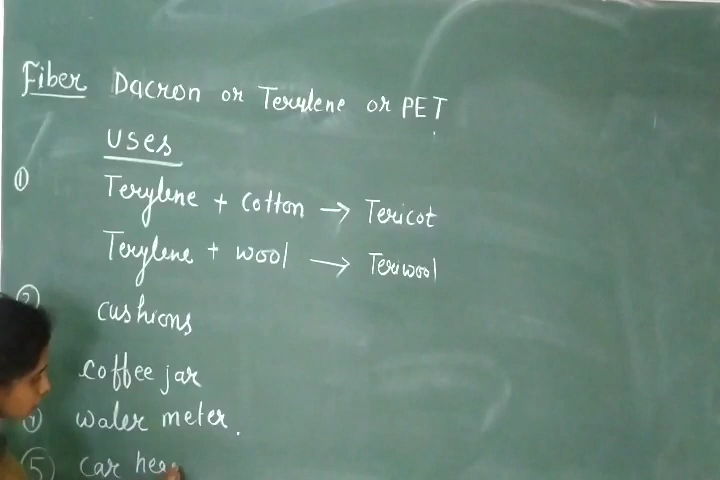 Fiber Dacron or Terylene or PET
Uses
① Terylene + cotton → Tericot
Terylene + wool → Teriwool
② cushions
coffee jar
④ water meter.
⑤ car